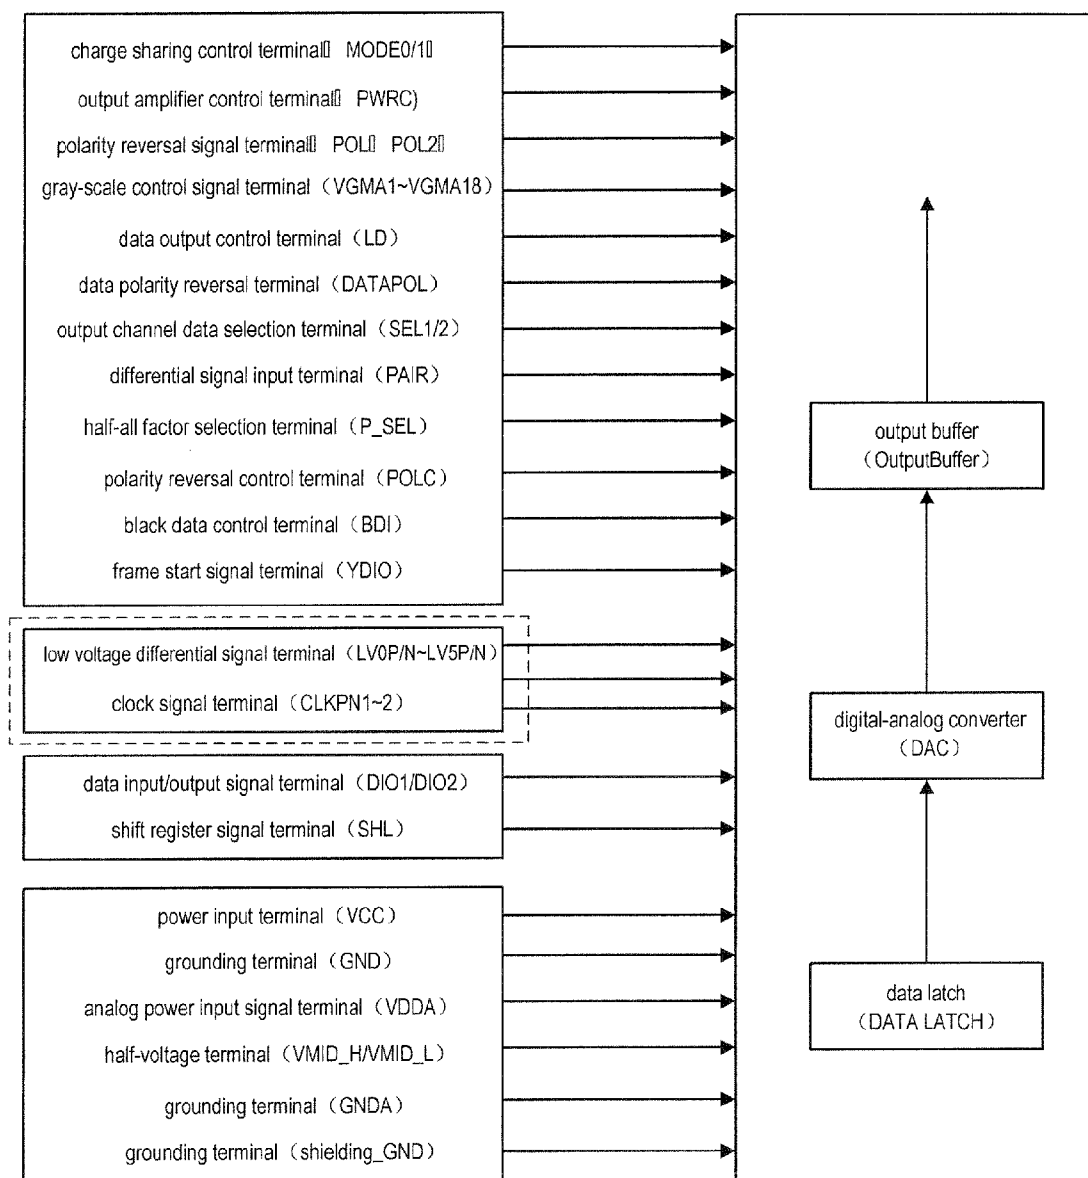 charge sharing control terminal▯ MODE0/1▯
output amplifier control terminal▯ PWRC)
polarity reversal signal terminal▯ POL▯ POL2▯
gray-scale control signal terminal（VGMA1~VGMA18）
data output control terminal（LD）
data polarity reversal terminal（DATAPOL）
output channel data selection terminal（SEL1/2）
differential signal input terminal（PAIR）
half-all factor selection terminal（P_SEL）
polarity reversal control terminal（POLC）
black data control terminal（BDI）
frame start signal terminal（YDIO）
low voltage differential signal terminal（LV0P/N~LV5P/N）
clock signal terminal（CLKPN1~2）
data input/output signal terminal（DIO1/DIO2）
shift register signal terminal（SHL）
power input terminal（VCC）
grounding terminal（GND）
analog power input signal terminal（VDDA）
half-voltage terminal（VMID_H/VMID_L）
grounding terminal（GNDA）
grounding terminal（shielding_GND）
output buffer
（OutputBuffer）
digital-analog converter
（DAC）
data latch
（DATA LATCH）